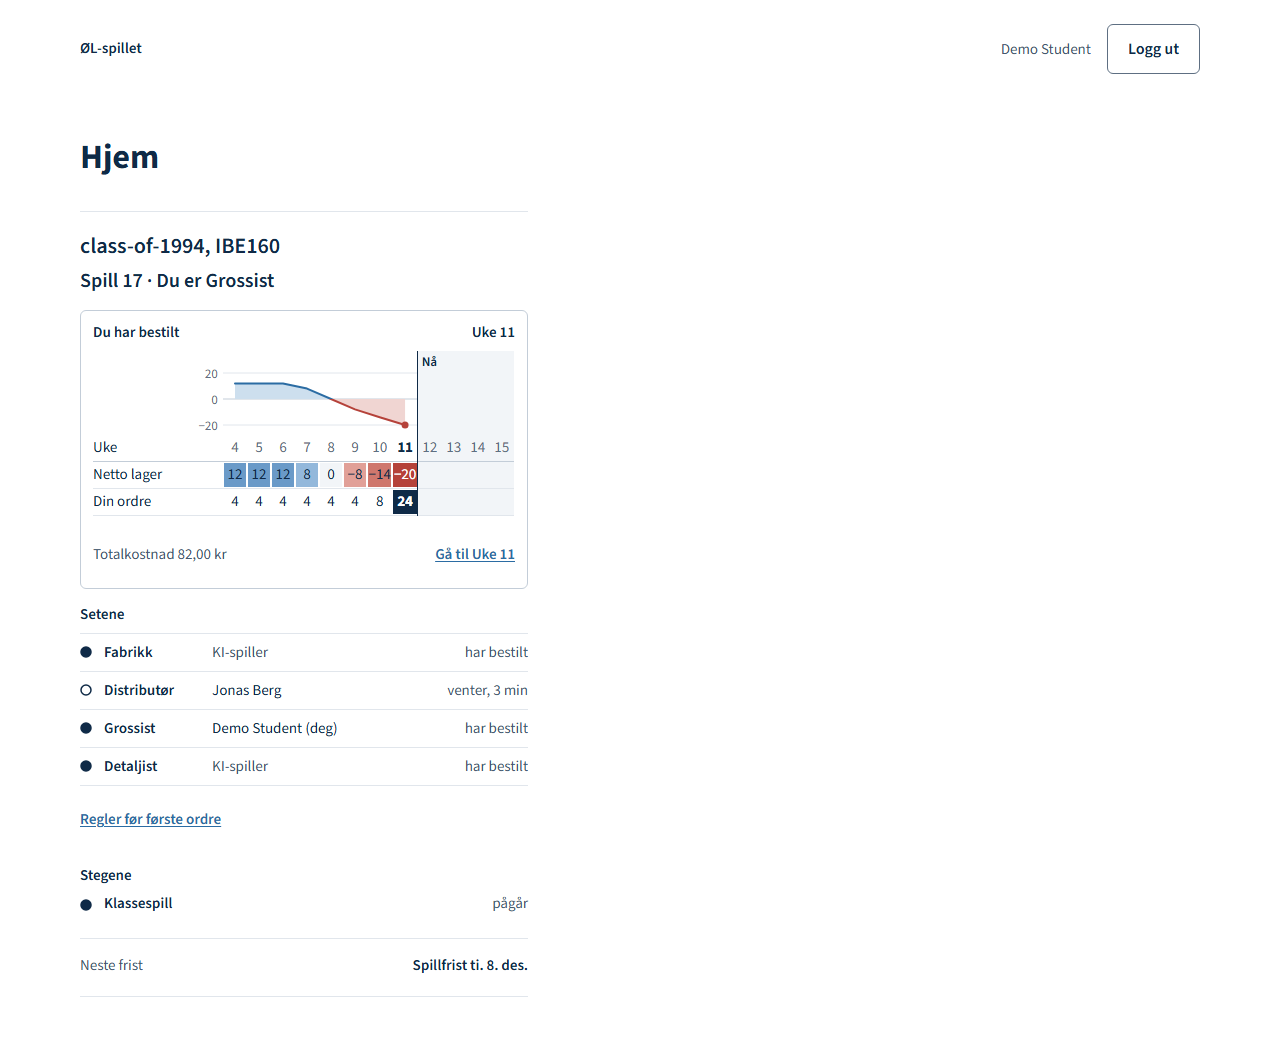 ØL-spillet
Demo Student
Logg ut
Hjem
class-of-1994, IBE160
Spill 17 · Du er Grossist
Du har bestilt Uke 11
Nå
20
0
−20
Uke 4 5 6 7 8 9 10 11 12 13 14 15
Netto lager 12 12 12 8 0 −8 −14 −20
Din ordre 4 4 4 4 4 4 8 24
Totalkostnad 82,00 kr Gå til Uke 11
Setene
Fabrikk KI-spiller har bestilt
Distributør Jonas Berg venter, 3 min
Grossist Demo Student (deg) har bestilt
Detaljist KI-spiller har bestilt
Regler før første ordre
Stegene
Klassespill pågår
Neste frist Spillfrist ti. 8. des.